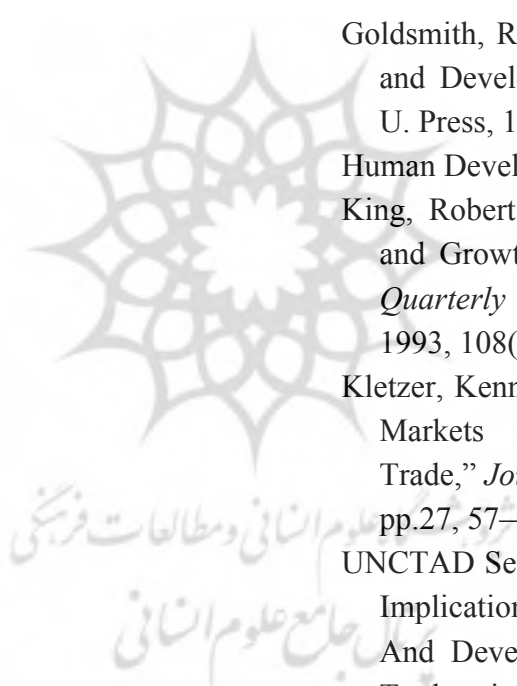 Goldsmith, R
and Devel
U. Press, 1
Human Devel
King, Robert
and Growt
Quarterly
1993, 108(
Kletzer, Kenn
Markets
Trade,” Jo
pp.27, 57–
پژوهشگاه علوم انسانی و مطالعات فرهنگی
UNCTAD Se
Implication
پرتال جامع علوم انسانی
And Deve